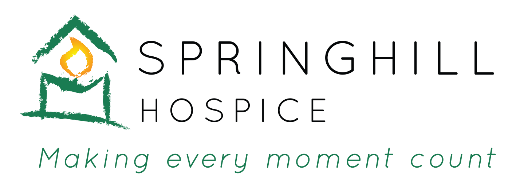 SPRINGHILL
HOSPICE
Making every moment count